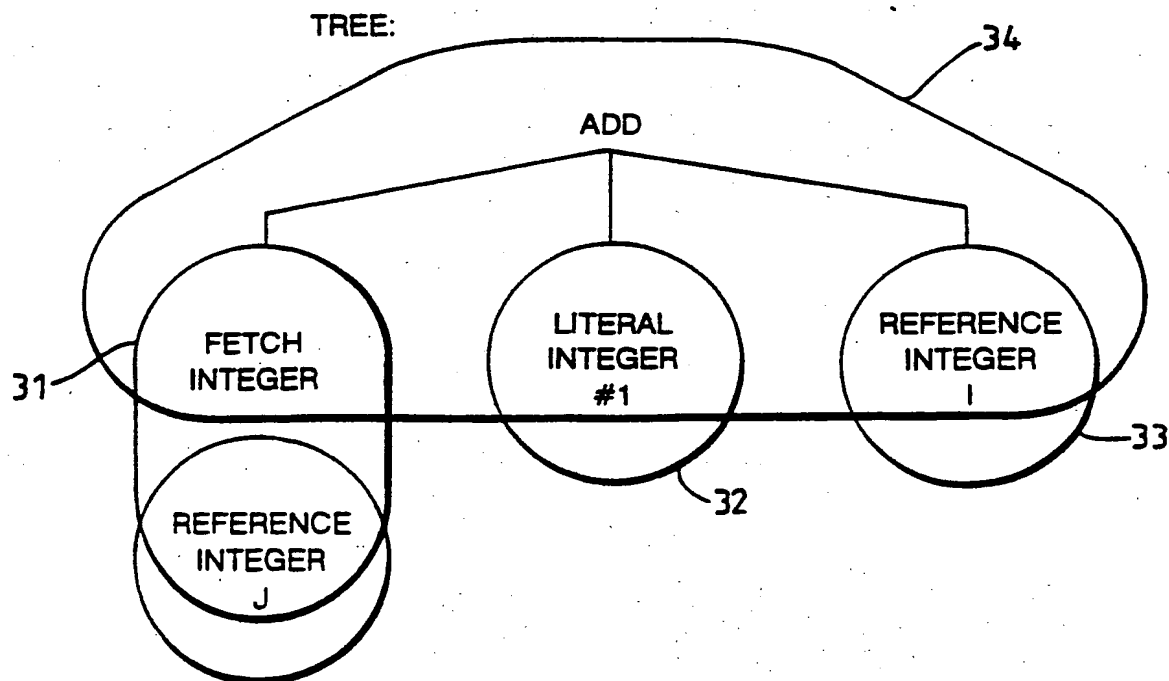 TREE:
34
ADD
FETCH
INTEGER
LITERAL
INTEGER
#1
REFERENCE
INTEGER
I
31
33
32
REFERENCE
INTEGER
J